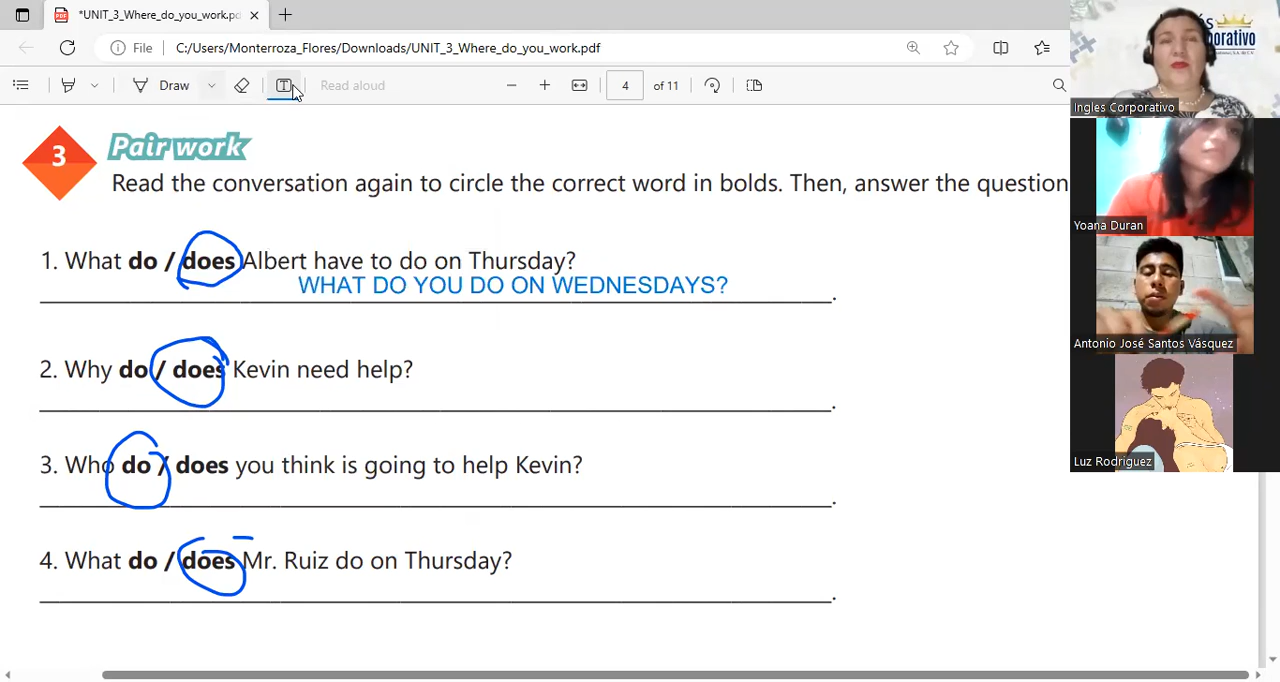 *UNIT_3_Where_do_you_work.pd
File C:/Users/Monterroza_Flores/Downloads/UNIT_3_Where_do_you_work.pdf
Draw Read aloud 4 of 11
Ingles Corporativo
Yoana Duran
Antonio José Santos Vásquez
Luz Rodriguez
3 Pair work
Read the conversation again to circle the correct word in bolds. Then, answer the question
1. What do / does Albert have to do on Thursday?
WHAT DO YOU DO ON WEDNESDAYS?
2. Why do / does Kevin need help?
3. Who do / does you think is going to help Kevin?
4. What do / does Mr. Ruiz do on Thursday?